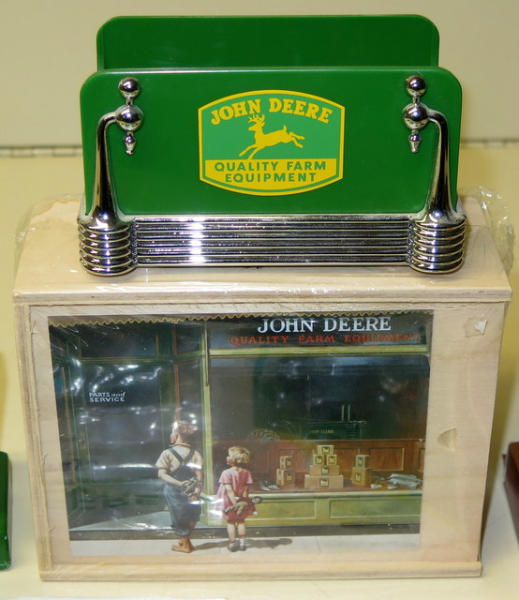 JOHN DEERE
QUALITY FARM
EQUIPMENT
JOHN DEERE
QUALITY FARM EQUIPMENT
PARTS and
SERVICE